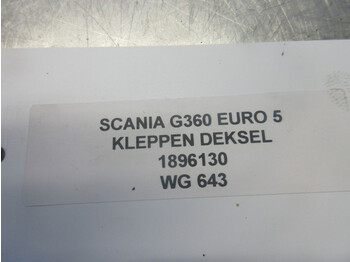 SCANIA G360 EURO 5
KLEPPEN DEKSEL
1896130
WG 643